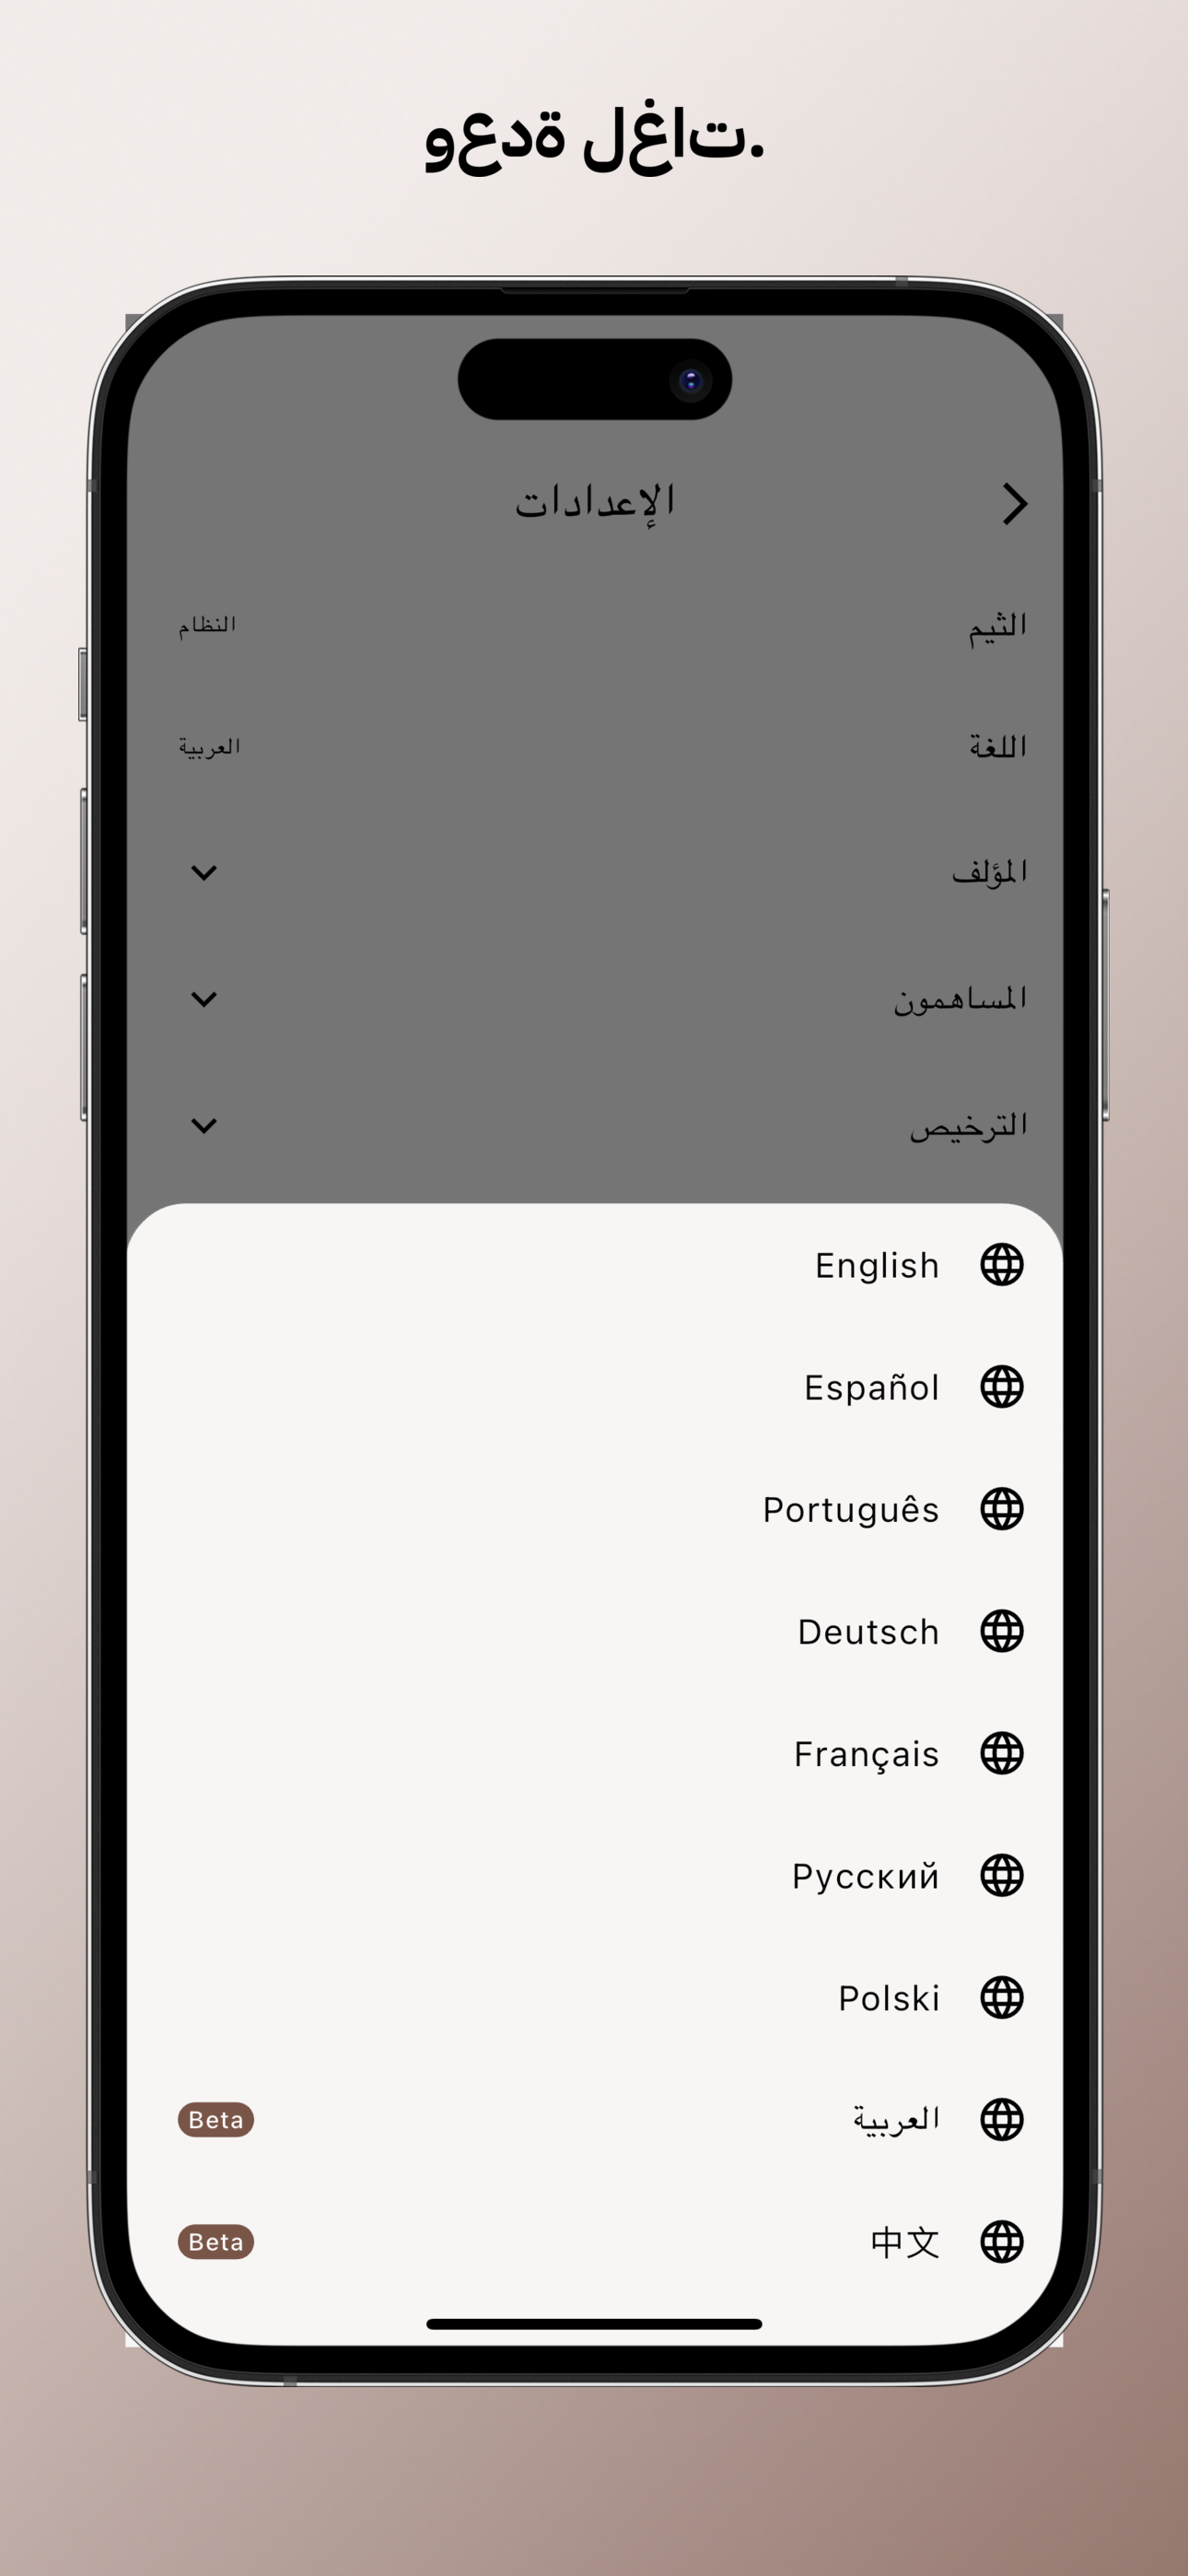 وعدة لغات.
الإعدادات
الثيم النظام
اللغة العربية
المؤلف
المساهمون
الترخيص
English
Español
Português
Deutsch
Français
Русский
Polski
العربية Beta
中文 Beta